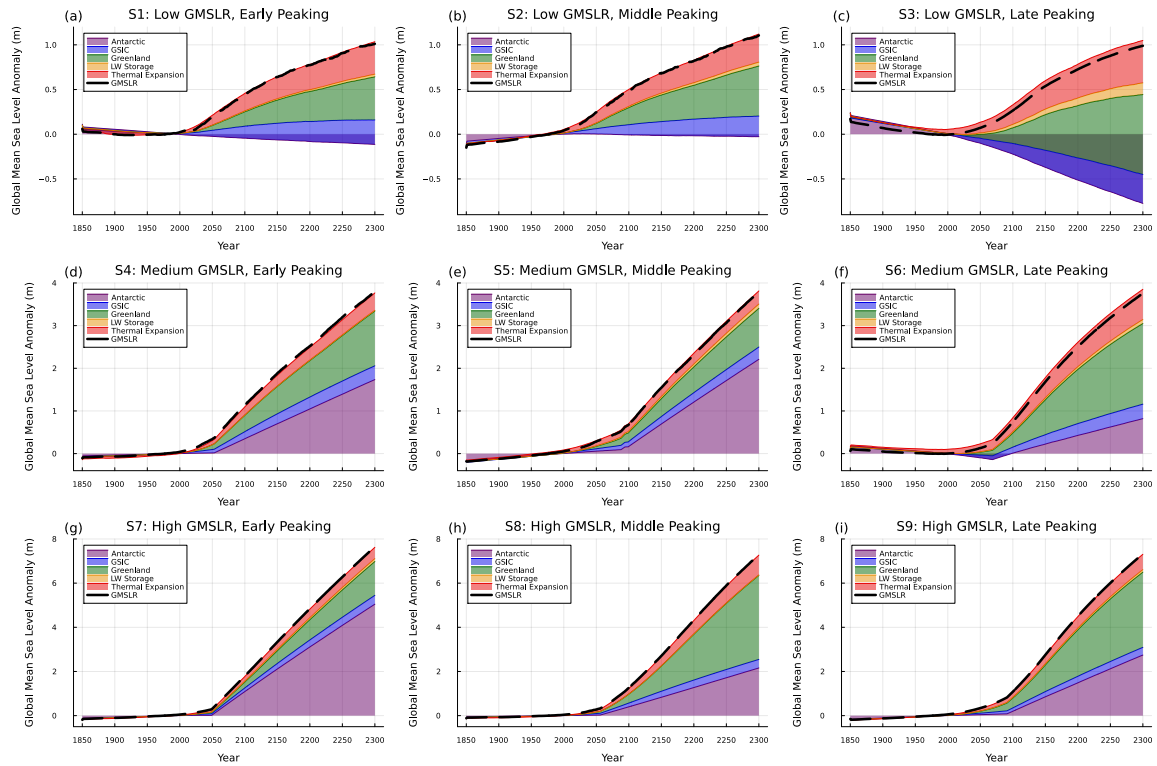 (a) S1: Low GMSLR, Early Peaking
Global Mean Sea Level Anomaly (m)
1.0
0.5
0.0
−0.5
Antarctic
GSIC
Greenland
LW Storage
Thermal Expansion
GMSLR
1850 1900 1950 2000 2050 2100 2150 2200 2250 2300
Year
(b) S2: Low GMSLR, Middle Peaking
Global Mean Sea Level Anomaly (m)
1.0
0.5
0.0
−0.5
Antarctic
GSIC
Greenland
LW Storage
Thermal Expansion
GMSLR
1850 1900 1950 2000 2050 2100 2150 2200 2250 2300
Year
(c) S3: Low GMSLR, Late Peaking
Global Mean Sea Level Anomaly (m)
1.0
0.5
0.0
−0.5
Antarctic
GSIC
Greenland
LW Storage
Thermal Expansion
GMSLR
1850 1900 1950 2000 2050 2100 2150 2200 2250 2300
Year
(d) S4: Medium GMSLR, Early Peaking
Global Mean Sea Level Anomaly (m)
4
3
2
1
0
Antarctic
GSIC
Greenland
LW Storage
Thermal Expansion
GMSLR
1850 1900 1950 2000 2050 2100 2150 2200 2250 2300
Year
(e) S5: Medium GMSLR, Middle Peaking
Global Mean Sea Level Anomaly (m)
4
3
2
1
0
Antarctic
GSIC
Greenland
LW Storage
Thermal Expansion
GMSLR
1850 1900 1950 2000 2050 2100 2150 2200 2250 2300
Year
(f) S6: Medium GMSLR, Late Peaking
Global Mean Sea Level Anomaly (m)
4
3
2
1
0
Antarctic
GSIC
Greenland
LW Storage
Thermal Expansion
GMSLR
1850 1900 1950 2000 2050 2100 2150 2200 2250 2300
Year
(g) S7: High GMSLR, Early Peaking
Global Mean Sea Level Anomaly (m)
8
6
4
2
0
Antarctic
GSIC
Greenland
LW Storage
Thermal Expansion
GMSLR
1850 1900 1950 2000 2050 2100 2150 2200 2250 2300
Year
(h) S8: High GMSLR, Middle Peaking
Global Mean Sea Level Anomaly (m)
8
6
4
2
0
Antarctic
GSIC
Greenland
LW Storage
Thermal Expansion
GMSLR
1850 1900 1950 2000 2050 2100 2150 2200 2250 2300
Year
(i) S9: High GMSLR, Late Peaking
Global Mean Sea Level Anomaly (m)
8
6
4
2
0
Antarctic
GSIC
Greenland
LW Storage
Thermal Expansion
GMSLR
1850 1900 1950 2000 2050 2100 2150 2200 2250 2300
Year